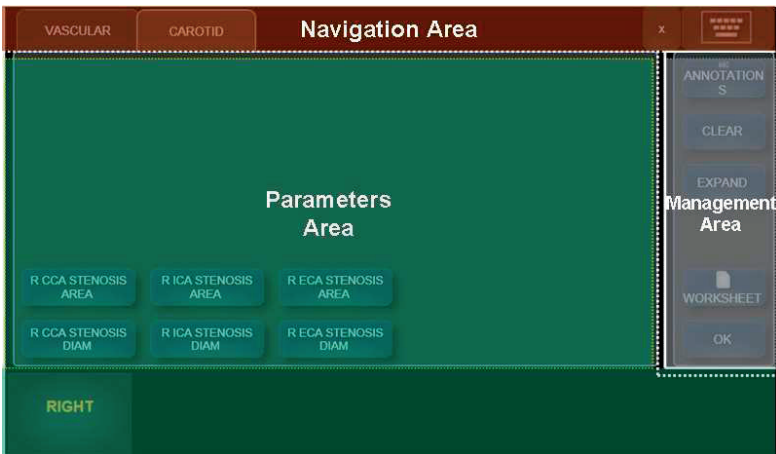 VASCULAR
CAROTID
Navigation Area
x
ANNOTATION
S
CLEAR
EXPAND
Parameters
Area
Management
Area
R CCA STENOSIS
AREA
R ICA STENOSIS
AREA
R ECA STENOSIS
AREA
WORKSHEET
R CCA STENOSIS
DIAM
R ICA STENOSIS
DIAM
R ECA STENOSIS
DIAM
OK
RIGHT